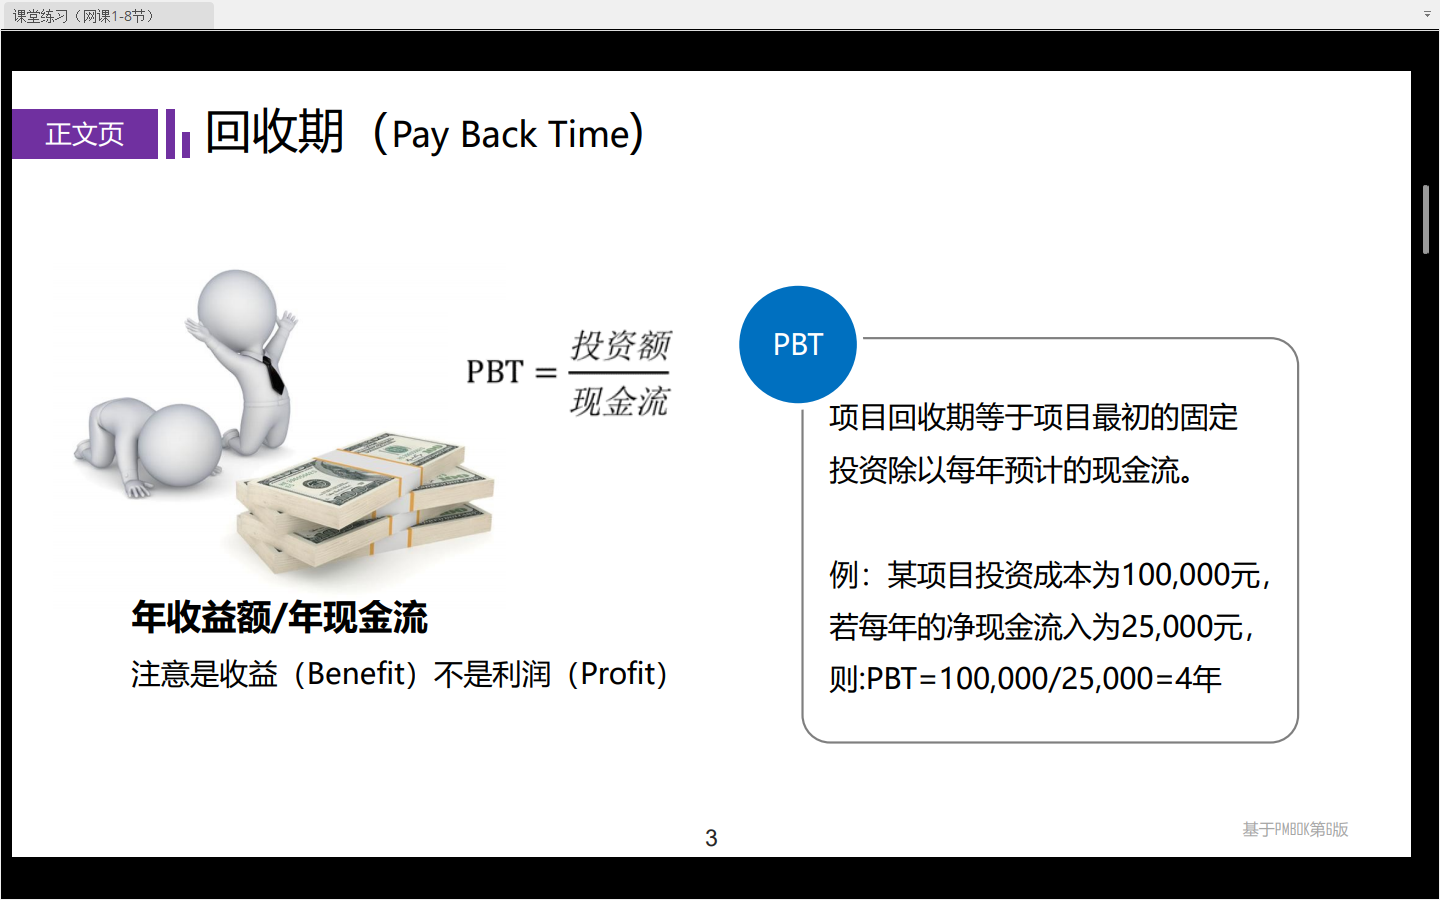 课堂练习（网课1-8节）
正文页
回收期（Pay Back Time)
PBT = 投资额
现金流
PBT
项目回收期等于项目最初的固定
投资除以每年预计的现金流。
例：某项目投资成本为100,000元，
若每年的净现金流入为25,000元，
则:PBT=100,000/25,000=4年
年收益额/年现金流
注意是收益（Benefit）不是利润（Profit）
3
基于PMBOK第6版